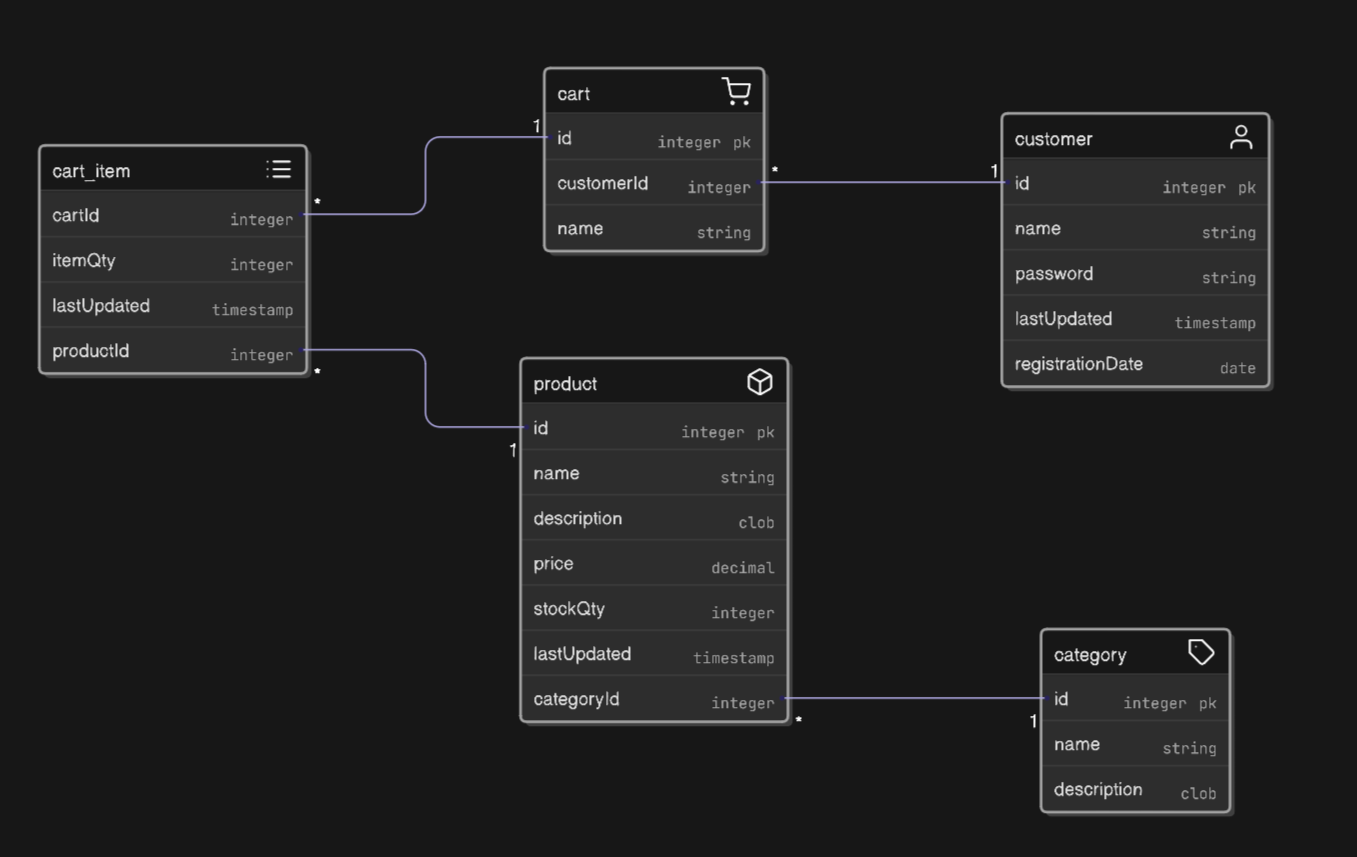 cart
1
id integer pk
customerId integer
*
name string
customer
1
id integer pk
name string
password string
lastUpdated timestamp
registrationDate date
cart_item
cartId integer
*
itemQty integer
lastUpdated timestamp
productId integer
*
product
id integer pk
1
name string
description clob
price decimal
stockQty integer
lastUpdated timestamp
categoryId integer
*
category
id integer pk
1
name string
description clob